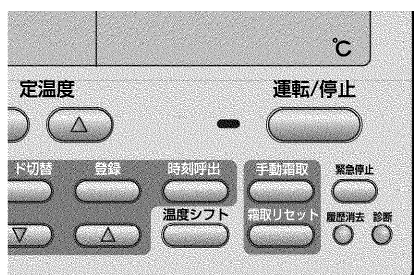 ℃
定温度
運転/停止
ド切替
登録
時刻呼出
手動霜取
緊急停止
温度シフト
霜取リセット
履歴消去
診断